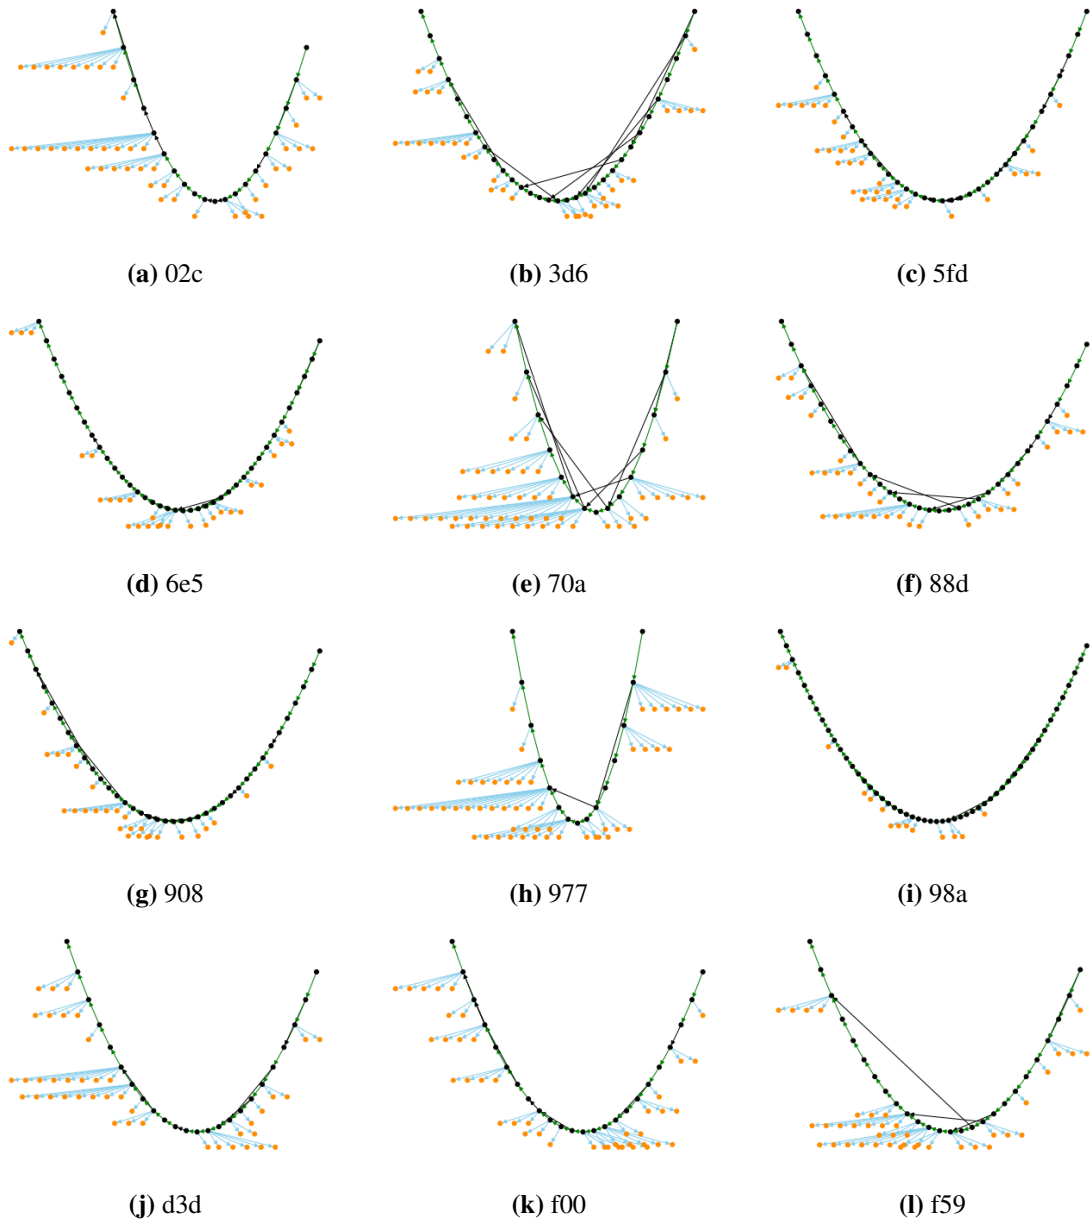 (a) 02c (b) 3d6 (c) 5fd
(d) 6e5 (e) 70a (f) 88d
(g) 908 (h) 977 (i) 98a
(j) d3d (k) f00 (l) f59